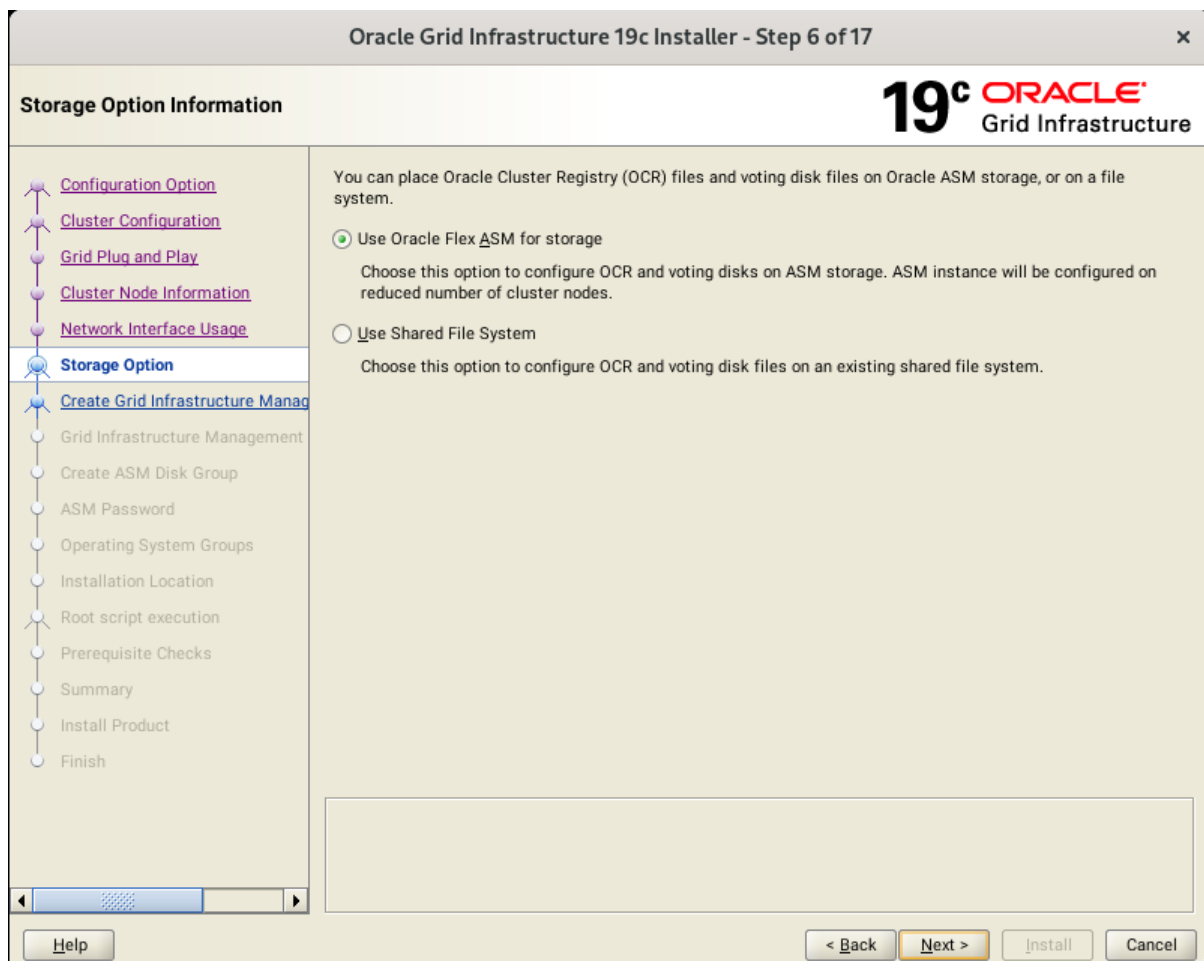 Oracle Grid Infrastructure 19c Installer - Step 6 of 17
Storage Option Information
19c ORACLE
Grid Infrastructure
Configuration Option
Cluster Configuration
Grid Plug and Play
Cluster Node Information
Network Interface Usage
Storage Option
Create Grid Infrastructure Manag
Grid Infrastructure Management
Create ASM Disk Group
ASM Password
Operating System Groups
Installation Location
Root script execution
Prerequisite Checks
Summary
Install Product
Finish
You can place Oracle Cluster Registry (OCR) files and voting disk files on Oracle ASM storage, or on a file
system.
Use Oracle Flex ASM for storage
Choose this option to configure OCR and voting disks on ASM storage. ASM instance will be configured on
reduced number of cluster nodes.
Use Shared File System
Choose this option to configure OCR and voting disk files on an existing shared file system.
Help
< Back
Next >
Install
Cancel